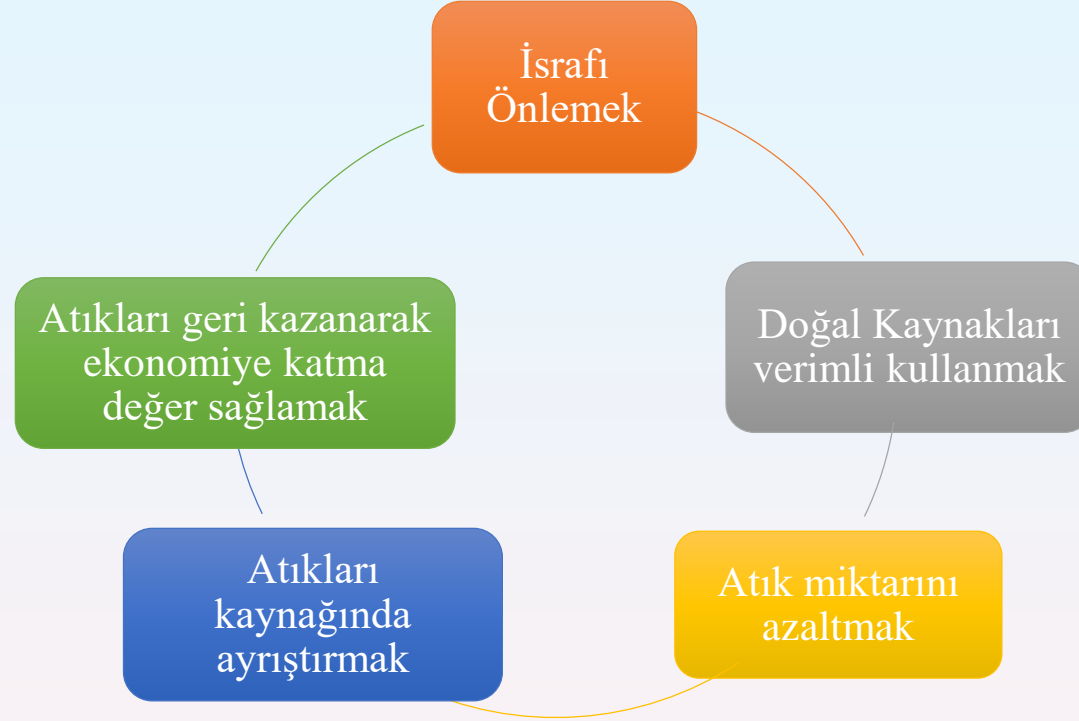 İsrafı
Önlemek
Doğal Kaynakları
verimli kullanmak
Atık miktarını
azaltmak
Atıkları
kaynağında
ayrıştırmak
Atıkları geri kazanarak
ekonomiye katma
değer sağlamak